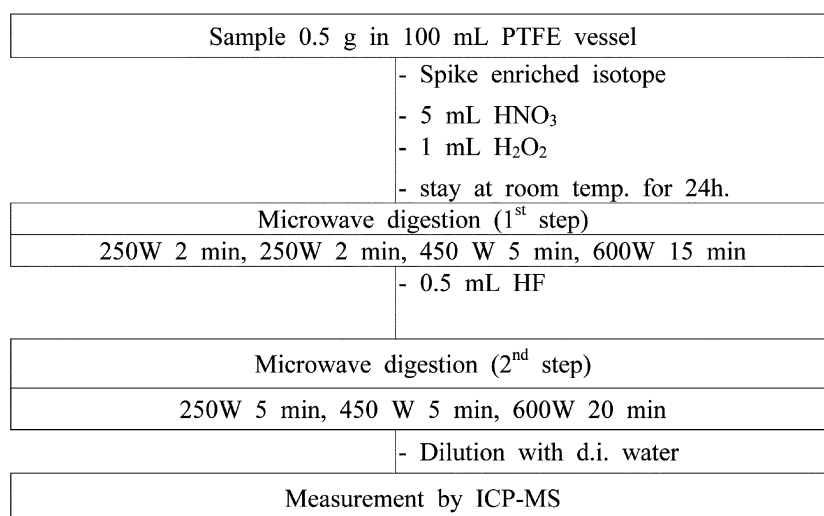 Sample 0.5 g in 100 mL PTFE vessel
- Spike enriched isotope
- 5 mL HNO₃
- 1 mL H₂O₂
- stay at room temp. for 24h.
Microwave digestion (1ˢᵗ step)
250W 2 min, 250W 2 min, 450 W 5 min, 600W 15 min
- 0.5 mL HF
Microwave digestion (2ⁿᵈ step)
250W 5 min, 450 W 5 min, 600W 20 min
- Dilution with d.i. water
Measurement by ICP-MS